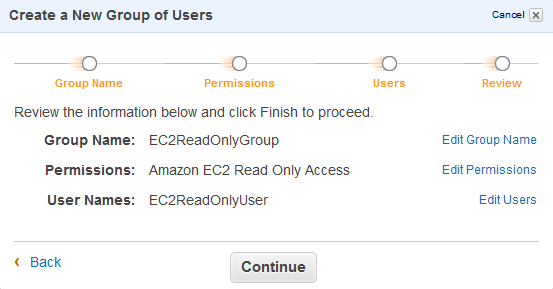 Create a New Group of Users
Cancel
Group Name Permissions Users Review
Review the information below and click Finish to proceed.
Group Name: EC2ReadOnlyGroup Edit Group Name
Permissions: Amazon EC2 Read Only Access Edit Permissions
User Names: EC2ReadOnlyUser Edit Users
Back
Continue